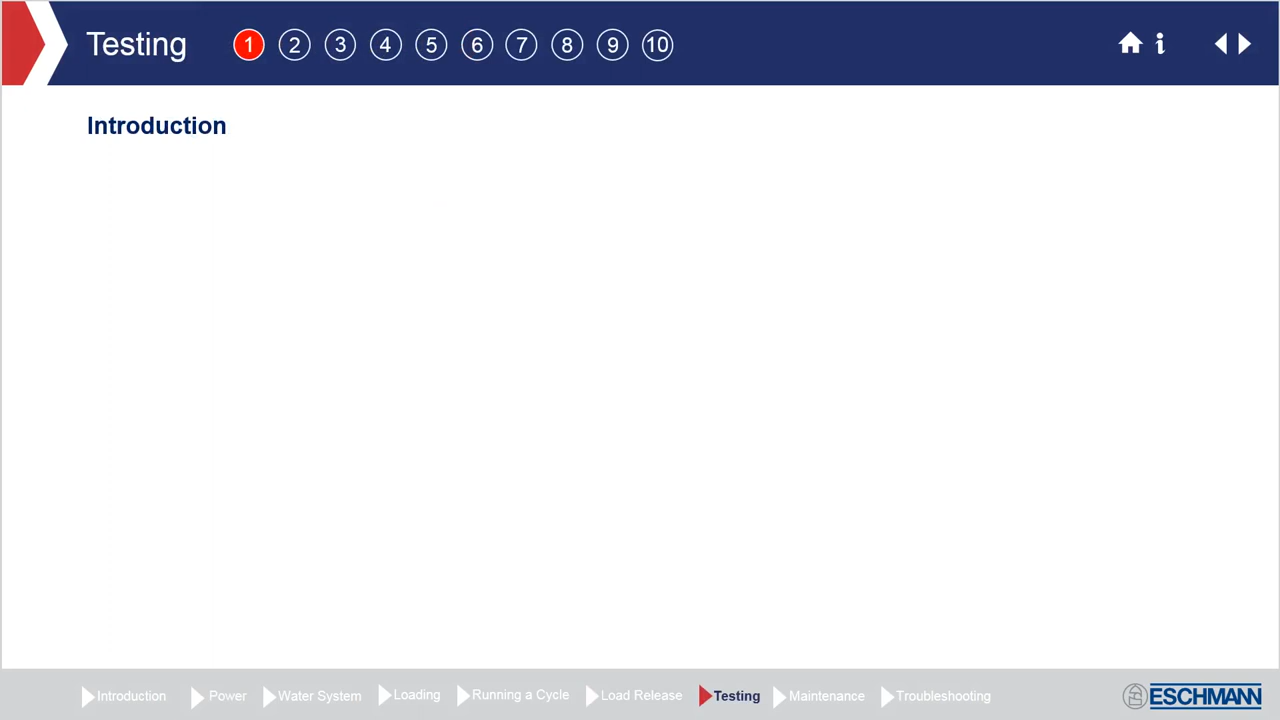 Testing 1 2 3 4 5 6 7 8 9 10
Introduction
Introduction Power Water System Loading Running a Cycle Load Release Testing Maintenance Troubleshooting ESCHMANN